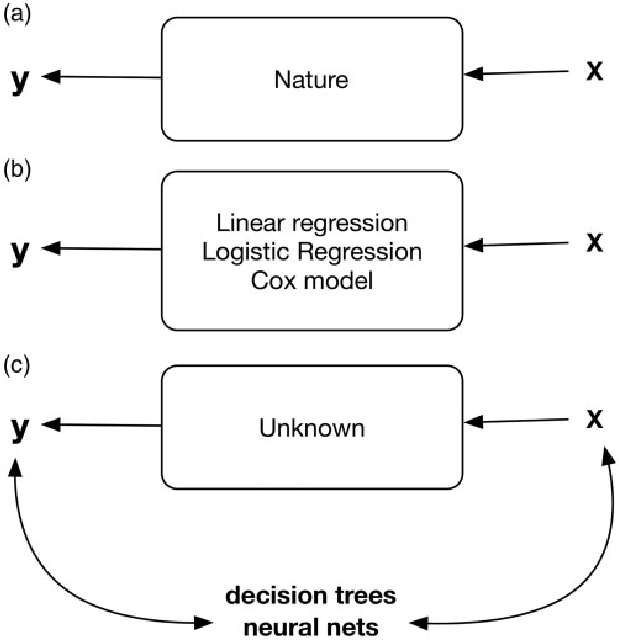 (a)
y
Nature
x
(b)
y
Linear regression
Logistic Regression
Cox model
x
(c)
y
Unknown
x
decision trees
neural nets